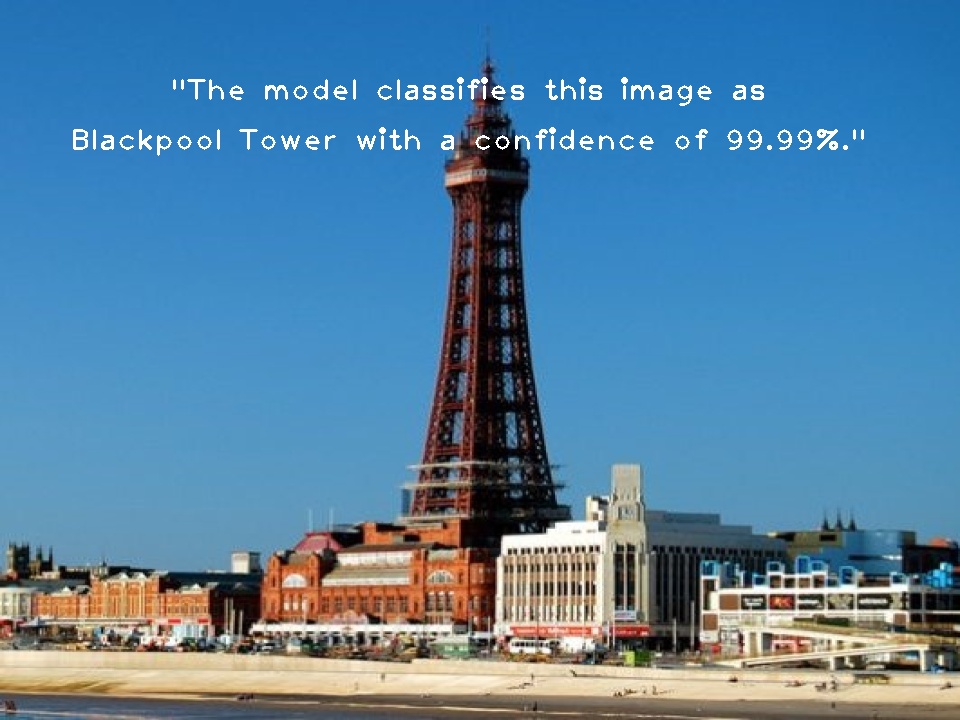 "The model classifies this image as
Blackpool Tower with a confidence of 99.99%."